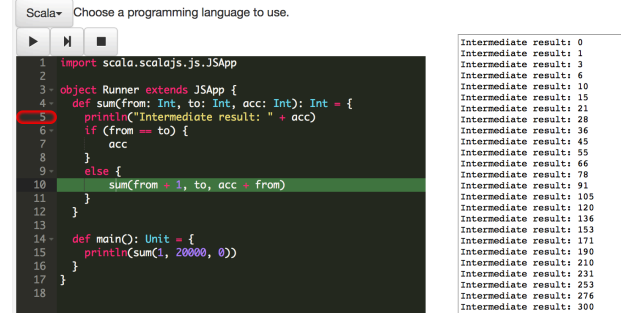 Scala Choose a programming language to use.
1 import scala.scalajs.js.JSApp
2
3 object Runner extends JSApp {
4 def sum(from: Int, to: Int, acc: Int): Int = {
5 println("Intermediate result: " + acc)
6 if (from == to) {
7 acc
8 }
9 else {
10 sum(from + 1, to, acc + from)
11 }
12 }
13
14 def main(): Unit = {
15 println(sum(1, 20000, 0))
16 }
17 }
18
Intermediate result: 0
Intermediate result: 1
Intermediate result: 3
Intermediate result: 6
Intermediate result: 10
Intermediate result: 15
Intermediate result: 21
Intermediate result: 28
Intermediate result: 36
Intermediate result: 45
Intermediate result: 55
Intermediate result: 66
Intermediate result: 78
Intermediate result: 91
Intermediate result: 105
Intermediate result: 120
Intermediate result: 136
Intermediate result: 153
Intermediate result: 171
Intermediate result: 190
Intermediate result: 210
Intermediate result: 231
Intermediate result: 253
Intermediate result: 276
Intermediate result: 300